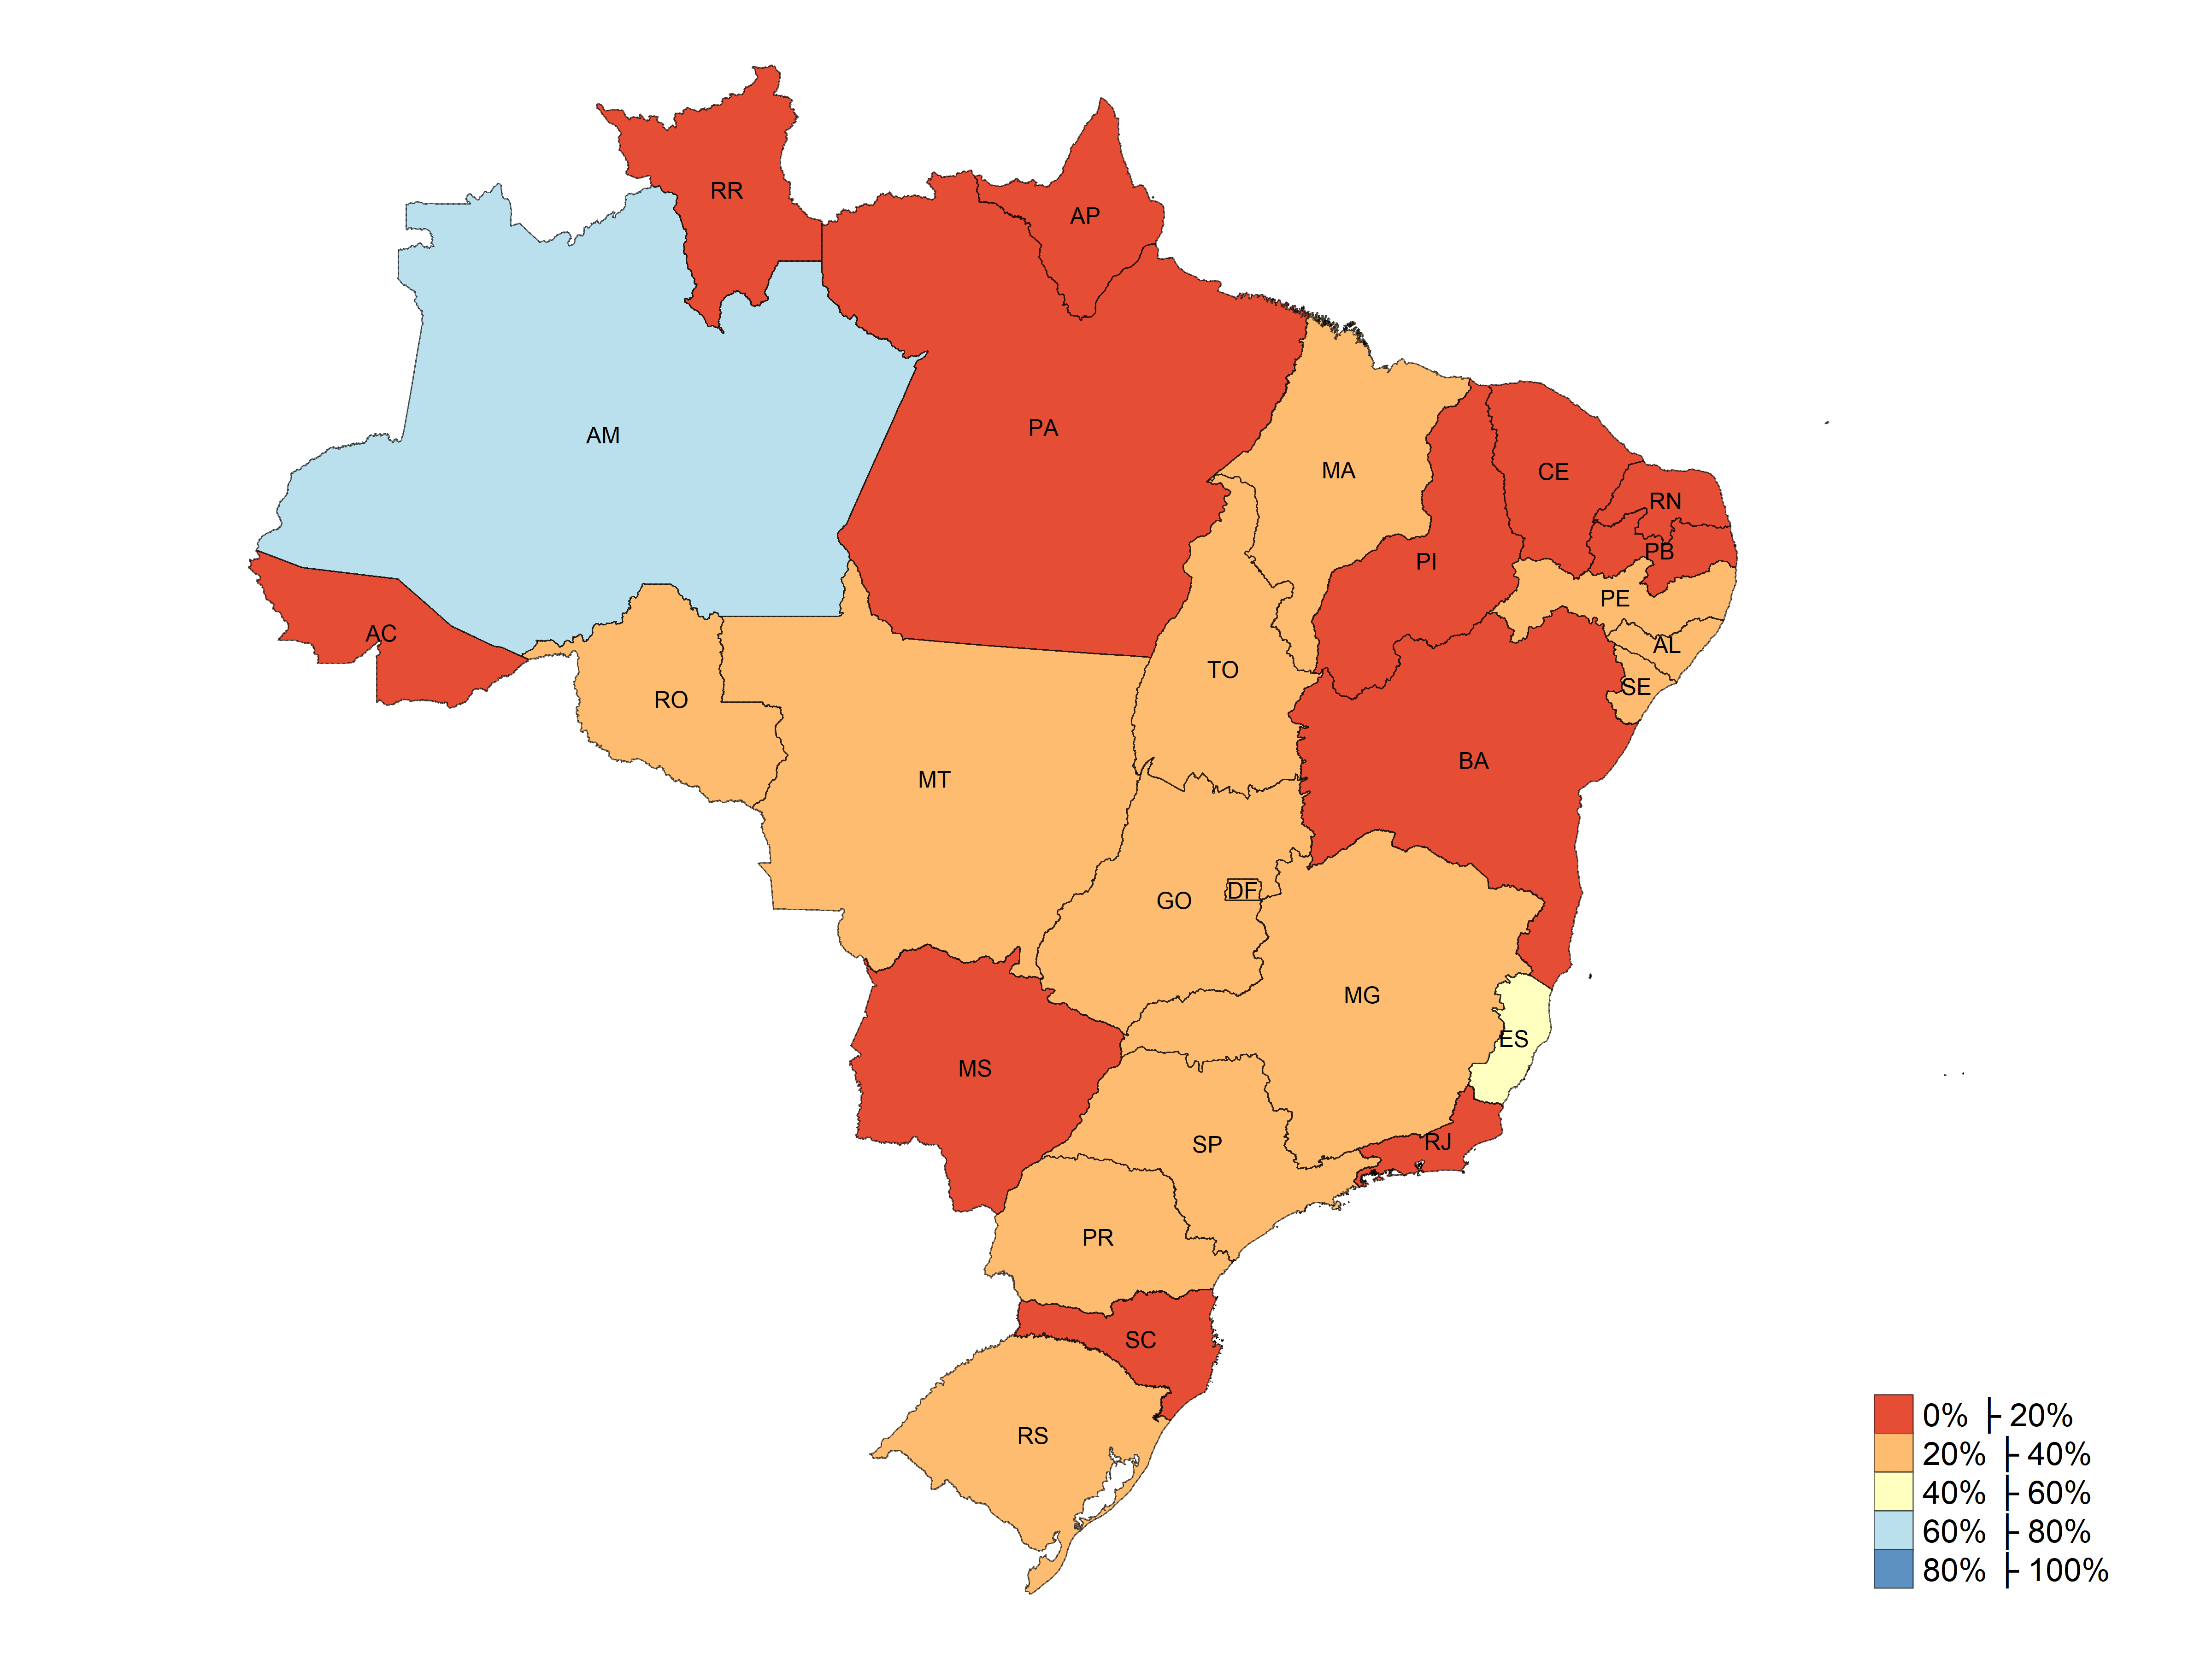 RR
AP
AM
PA
MA
CE
RN
PB
PI
PE
AC
AL
TO
SE
RO
BA
MT
DF
GO
MG
ES
MS
RJ
SP
PR
SC
RS
0% ├ 20%
20% ├ 40%
40% ├ 60%
60% ├ 80%
80% ├ 100%